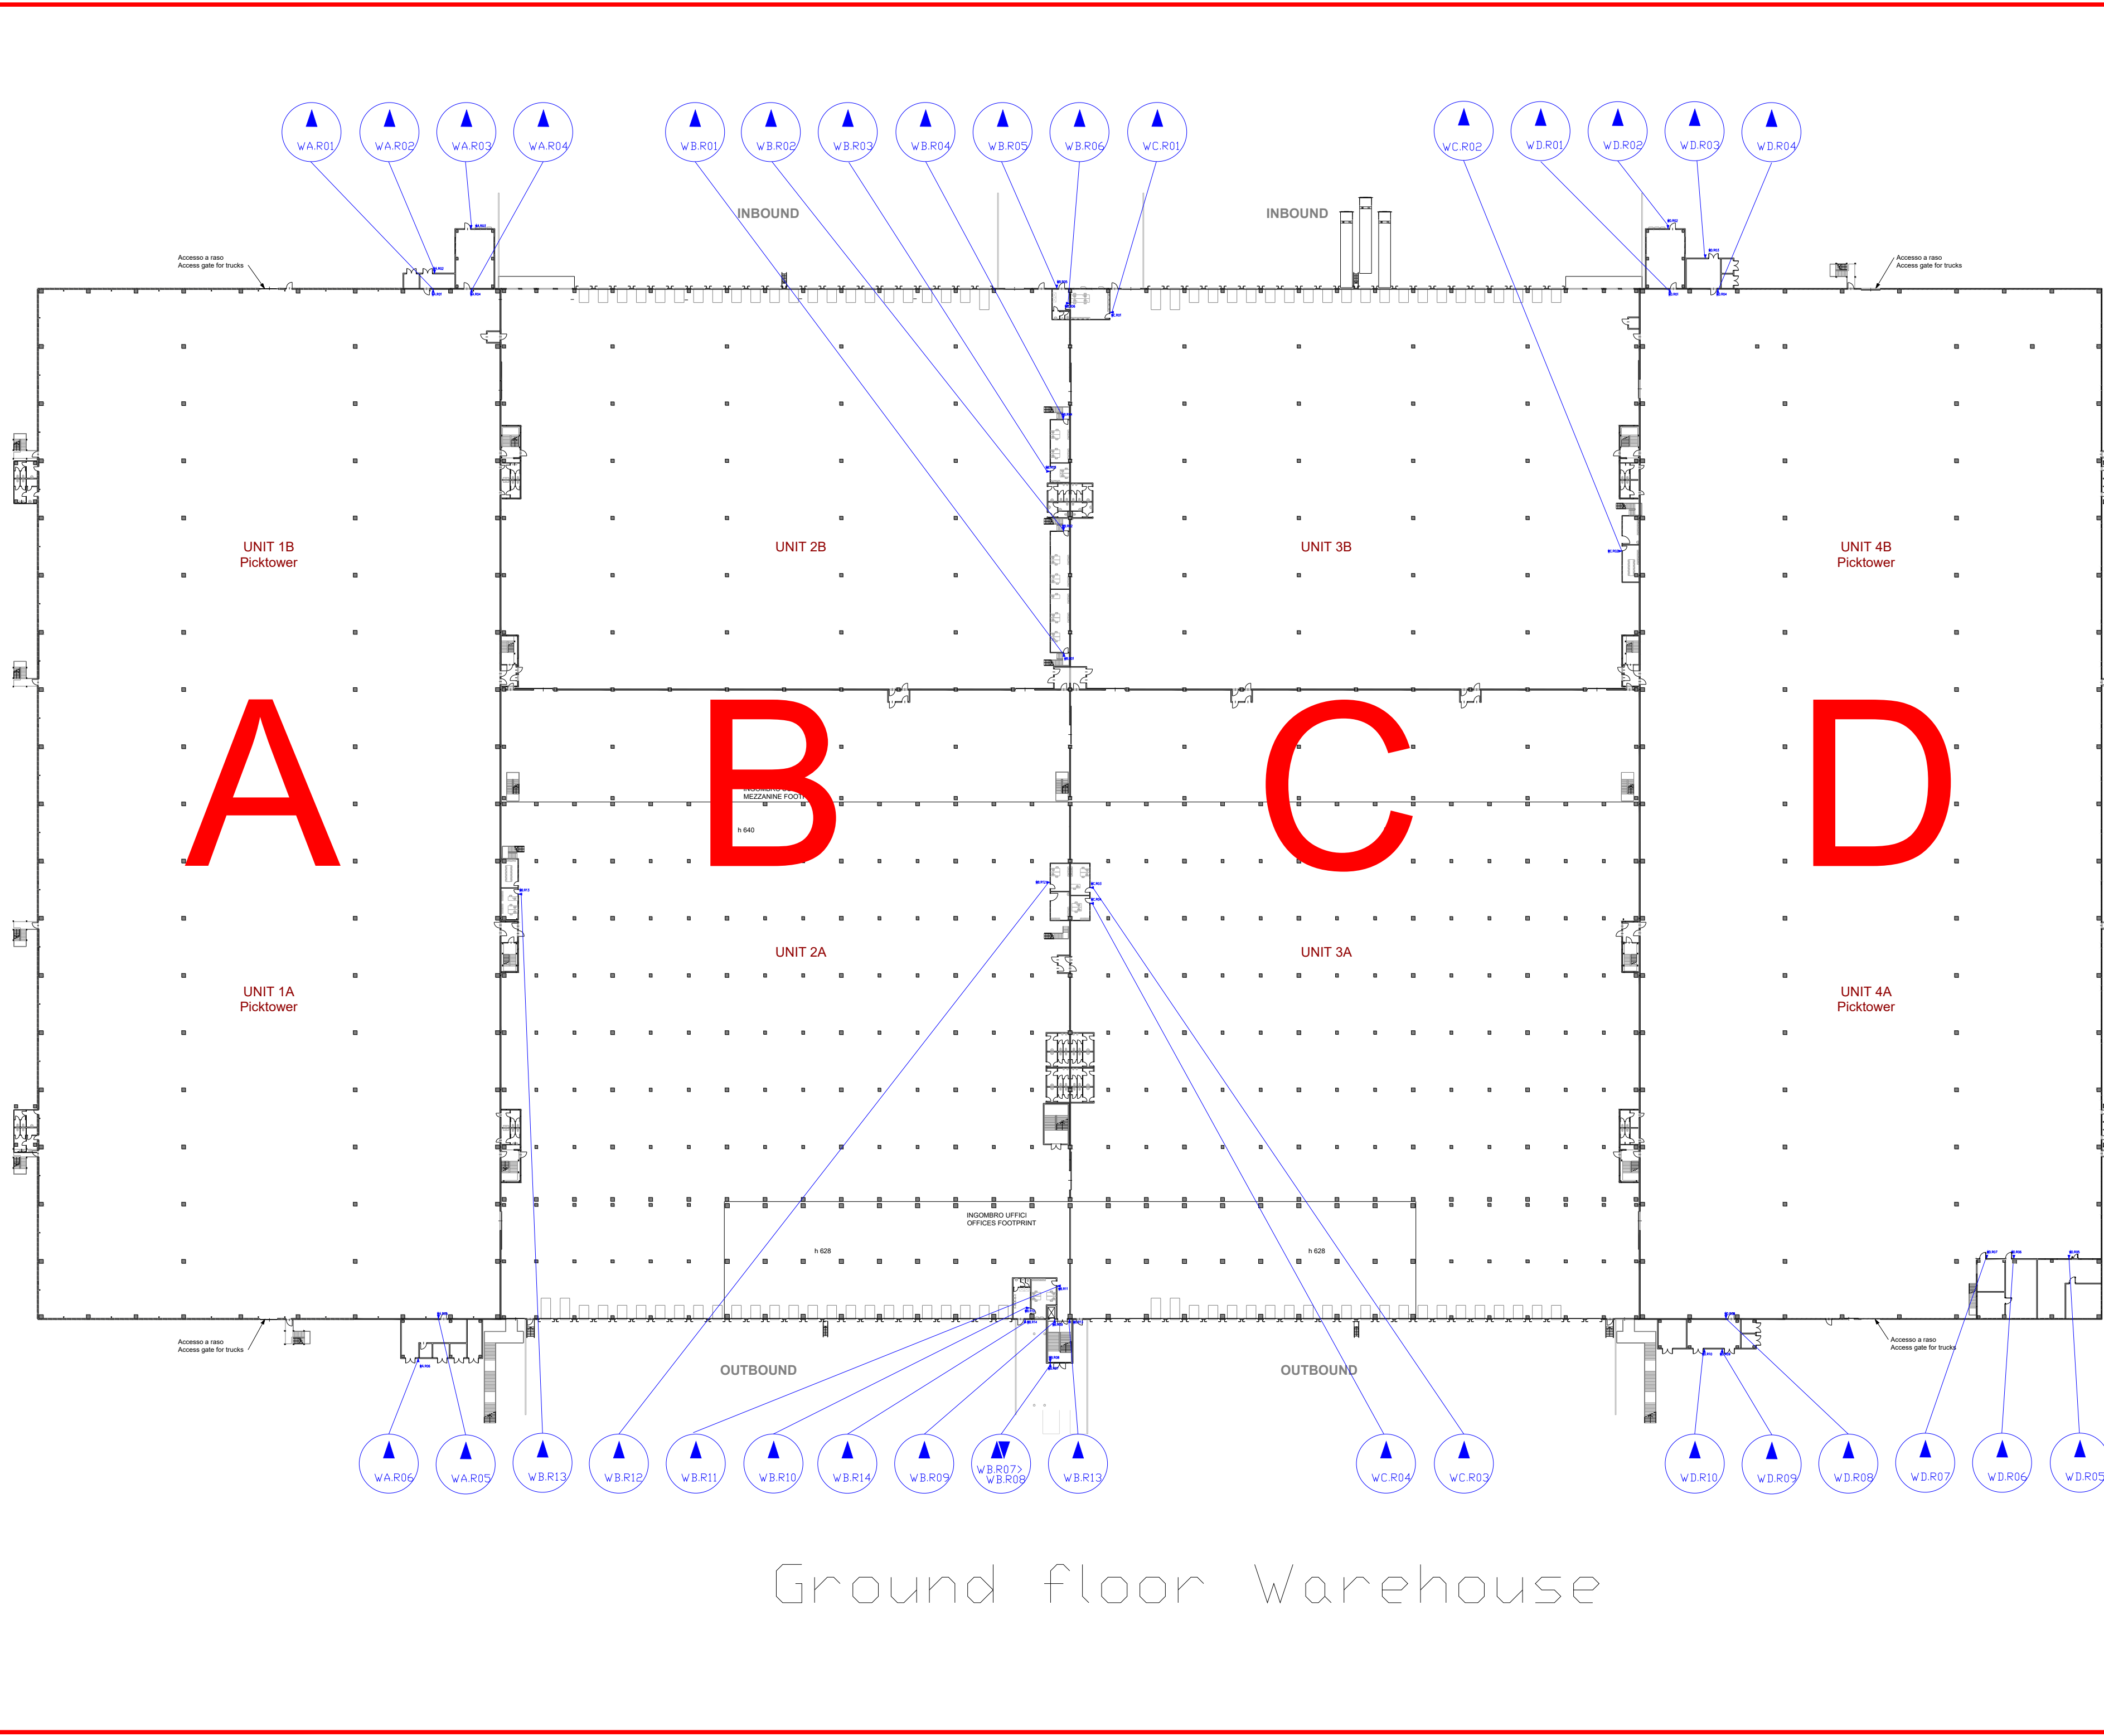 WA.R01
WA.R02
WA.R03
WA.R04
WB.R01
WB.R02
WB.R03
WB.R04
WB.R05
WB.R06
WC.R01
WC.R02
WD.R01
WD.R02
WD.R03
WD.R04
INBOUND
INBOUND
Accesso a raso
Access gate for trucks
Accesso a raso
Access gate for trucks
UNIT 1B
Picktower
UNIT 2B
UNIT 3B
UNIT 4B
Picktower
A
B
C
D
MEZZANINE
h 640
UNIT 2A
UNIT 3A
UNIT 1A
Picktower
UNIT 4A
Picktower
INGOMBRO UFFICI
OFFICES FOOTPRINT
h 628
h 628
Accesso a raso
Access gate for trucks
Accesso a raso
Access gate for trucks
OUTBOUND
OUTBOUND
WA.R06
WA.R05
WB.R13
WB.R12
WB.R11
WB.R10
WB.R14
WB.R09
WB.R07>
WB.R08
WB.R13
WC.R04
WC.R03
WD.R10
WD.R09
WD.R08
WD.R07
WD.R06
WD.R05
Ground floor Warehouse